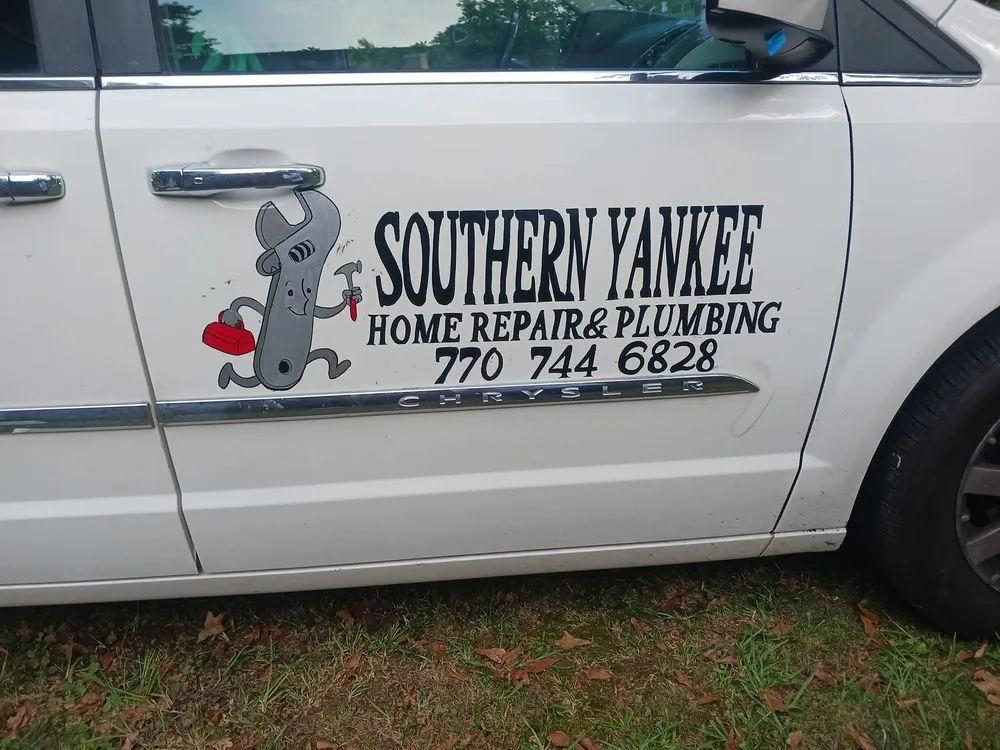 SOUTHERN YANKEE
HOME REPAIR & PLUMBING
770 744 6828
CHRYSLER